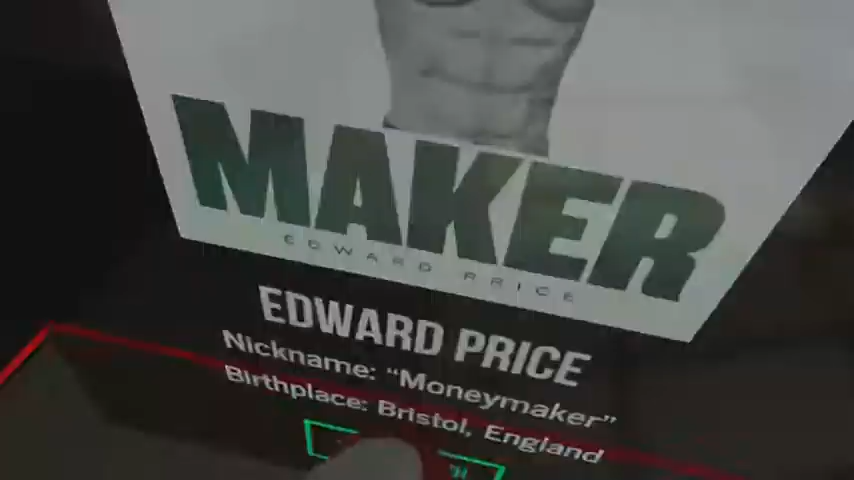 MAKER
EDWARD PRICE
EDWARD PRICE
Nickname: “Moneymaker”
Birthplace: Bristol, England